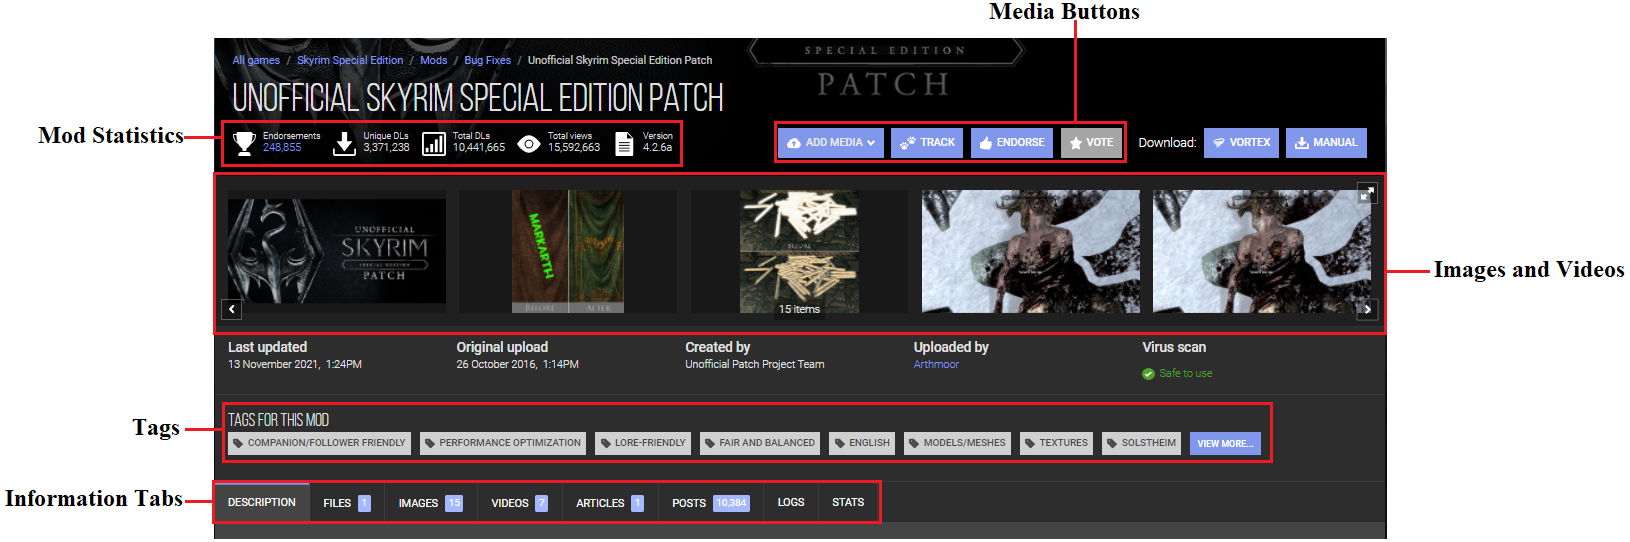 Media Buttons
SPECIAL EDITION
PATCH
All games / Skyrim Special Edition / Mods / Bug Fixes / Unofficial Skyrim Special Edition Patch
UNOFFICIAL SKYRIM SPECIAL EDITION PATCH
Mod Statistics
Endorsements
248,855
Unique DLs
3,371,238
Total DLs
10,441,665
Total views
15,592,663
Version
4.2.6a
ADD MEDIA TRACK ENDORSE VOTE Download: VORTEX MANUAL
UNOFFICIAL
SKYRIM
SPECIAL EDITION
PATCH
MARKARTH
BEFORE AFTER
BEFORE
15 items
Images and Videos
Last updated
13 November 2021, 1:24PM
Original upload
26 October 2016, 1:14PM
Created by
Unofficial Patch Project Team
Uploaded by
Arthmoor
Virus scan
Safe to use
Tags
TAGS FOR THIS MOD
COMPANION/FOLLOWER FRIENDLY PERFORMANCE OPTIMIZATION LORE-FRIENDLY FAIR AND BALANCED ENGLISH MODELS/MESHES TEXTURES SOLSTHEIM VIEW MORE...
Information Tabs
DESCRIPTION FILES 1 IMAGES 15 VIDEOS 7 ARTICLES 1 POSTS 10,384 LOGS STATS